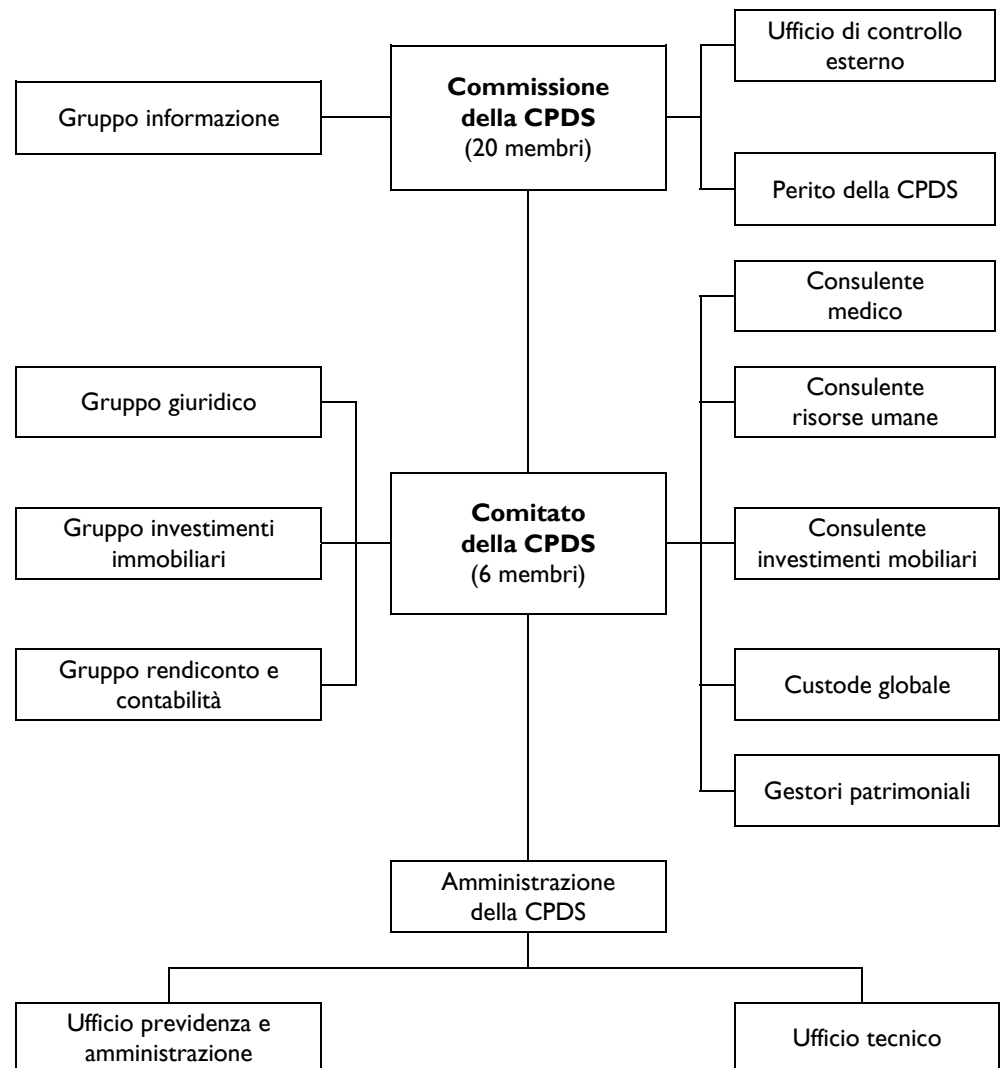 Ufficio di controllo
esterno
Commissione
della CPDS
(20 membri)
Gruppo informazione
Perito della CPDS
Consulente
medico
Gruppo giuridico
Consulente
risorse umane
Comitato
della CPDS
(6 membri)
Gruppo investimenti
immobiliari
Consulente
investimenti mobiliari
Gruppo rendiconto e
contabilità
Custode globale
Gestori patrimoniali
Amministrazione
della CPDS
Ufficio previdenza e
amministrazione
Ufficio tecnico